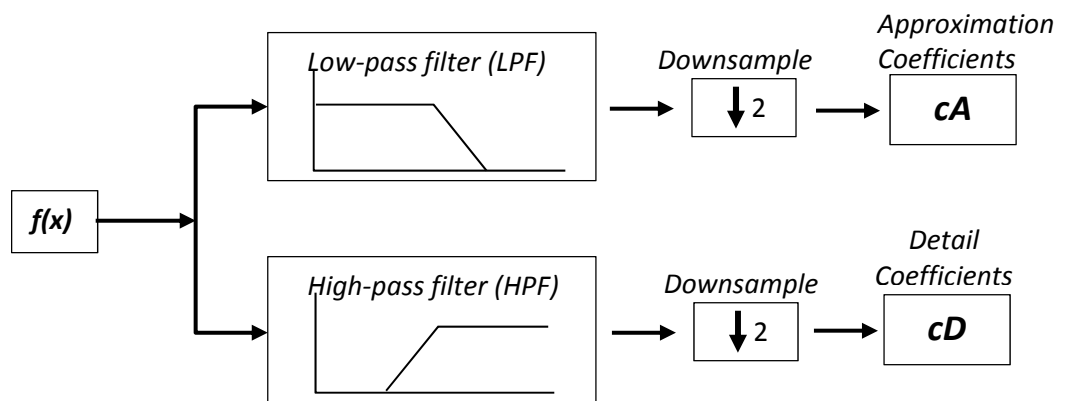 f(x)
Low-pass filter (LPF)
Downsample
2
Approximation
Coefficients
cA
High-pass filter (HPF)
Downsample
2
Detail
Coefficients
cD